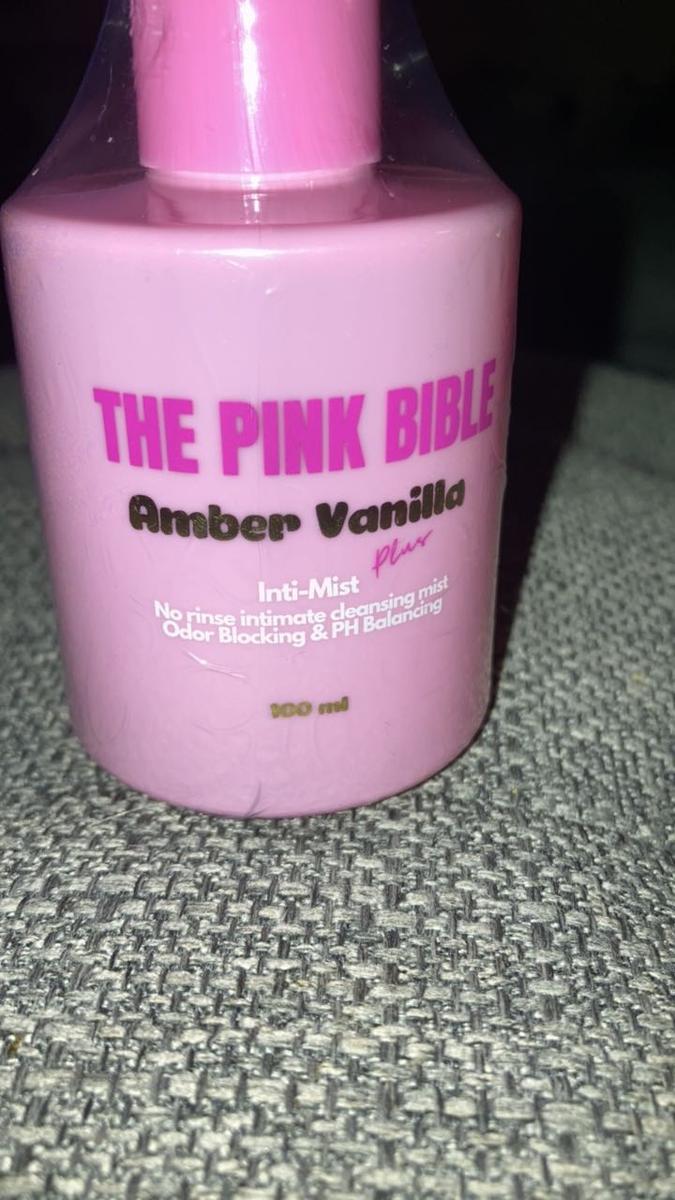 THE PINK BIBLE
Amber Vanilla
Plus
Inti-Mist
No rinse intimate cleansing mist
Odor Blocking & PH Balancing
100 ml